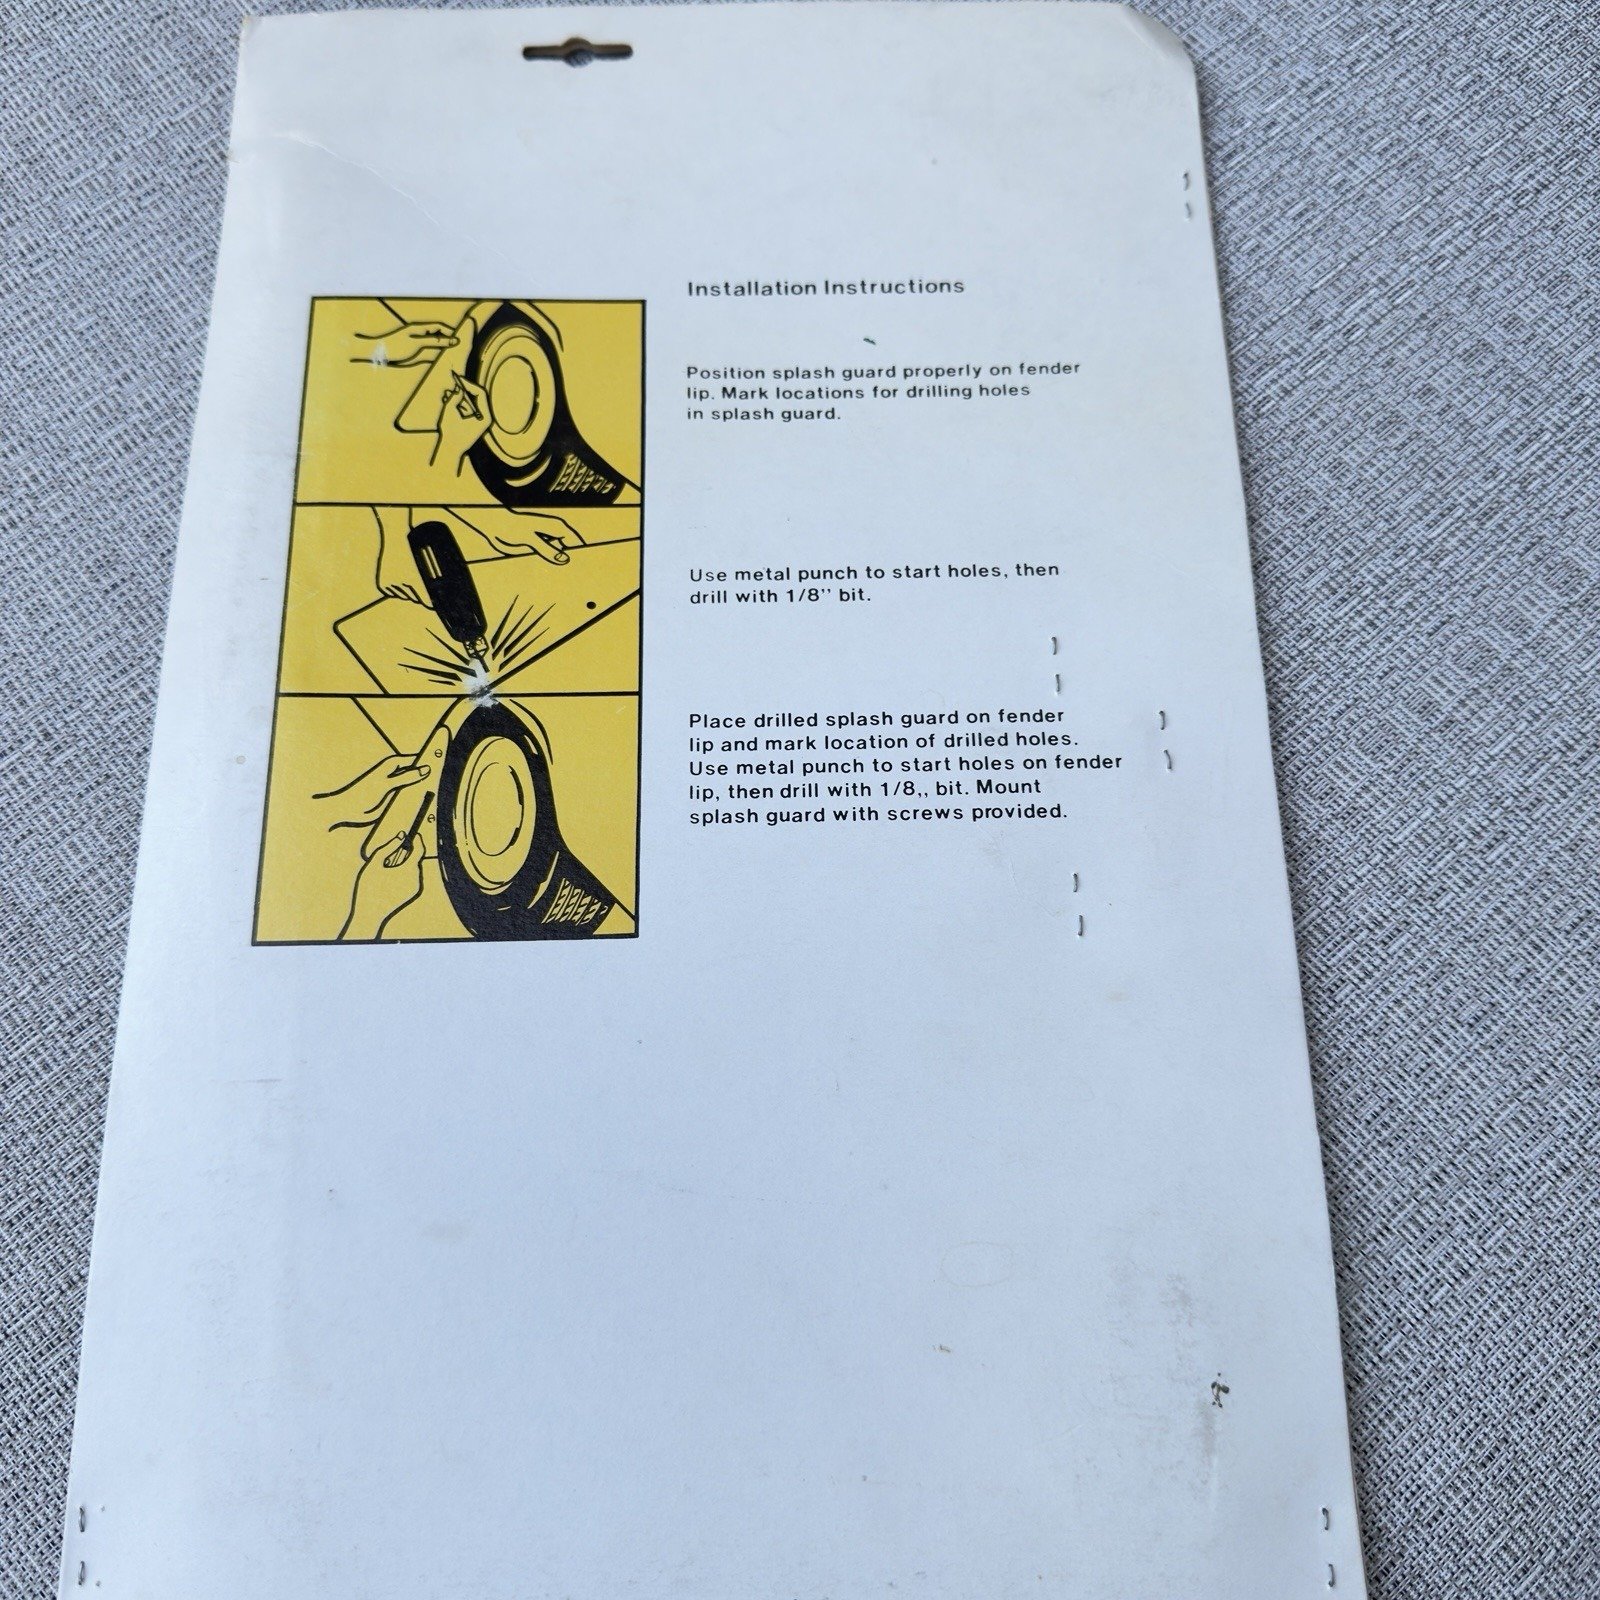 Installation Instructions
Position splash guard properly on fender
lip. Mark locations for drilling holes
in splash guard.
Use metal punch to start holes, then
drill with 1/8'' bit.
Place drilled splash guard on fender
lip and mark location of drilled holes.
Use metal punch to start holes on fender
lip, then drill with 1/8,, bit. Mount
splash guard with screws provided.